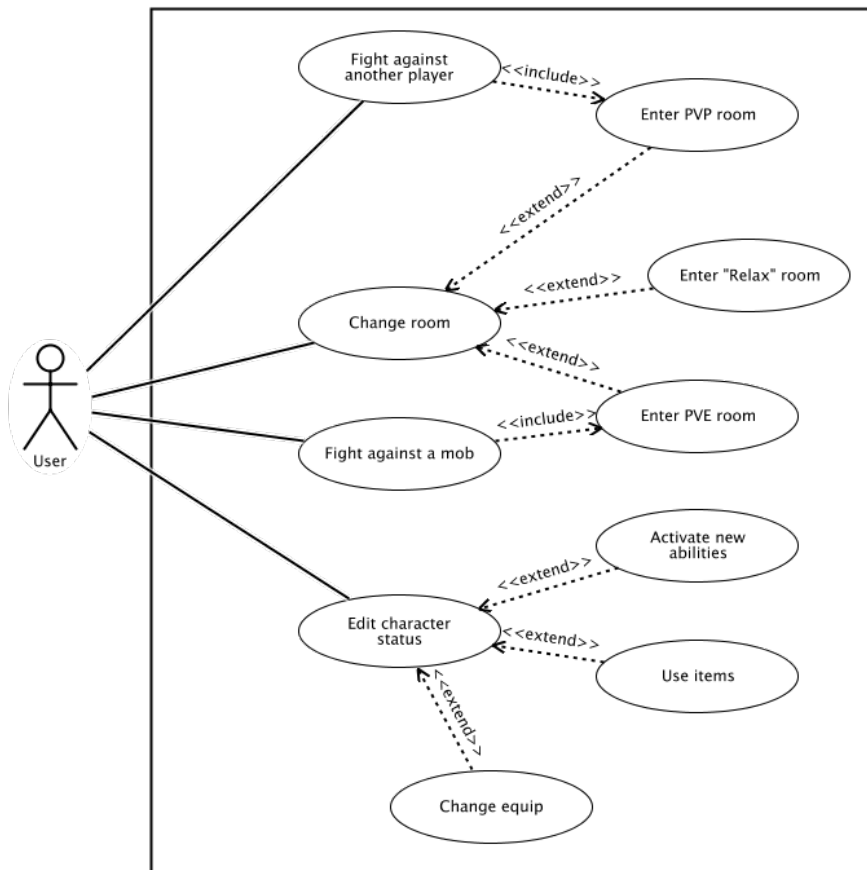 Fight against
another player
<<include>>
Enter PVP room
<<extend>>
Enter "Relax" room
<<extend>>
Change room
<<extend>>
Enter PVE room
<<include>>
Fight against a mob
User
Activate new
abilities
<<extend>>
Edit character
status
<<extend>>
Use items
<<extend>>
Change equip